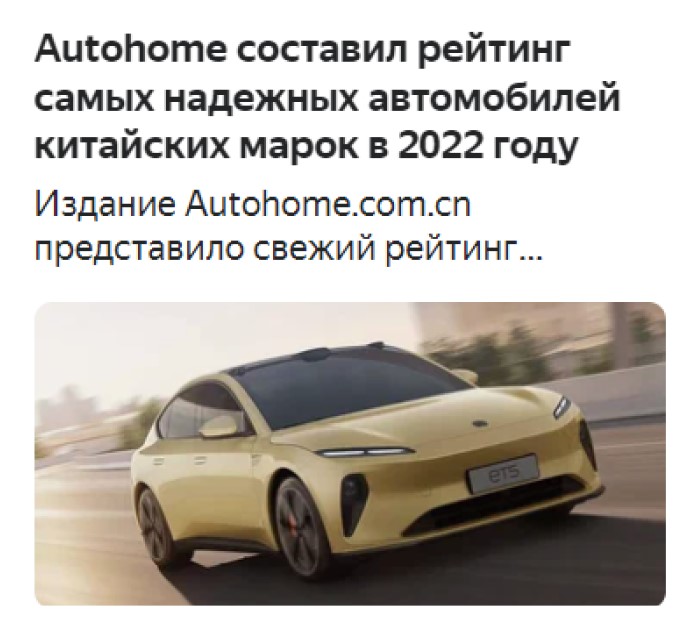 Autohome составил рейтинг
самых надежных автомобилей
китайских марок в 2022 году
Издание Autohome.com.cn
представило свежий рейтинг...
ET5